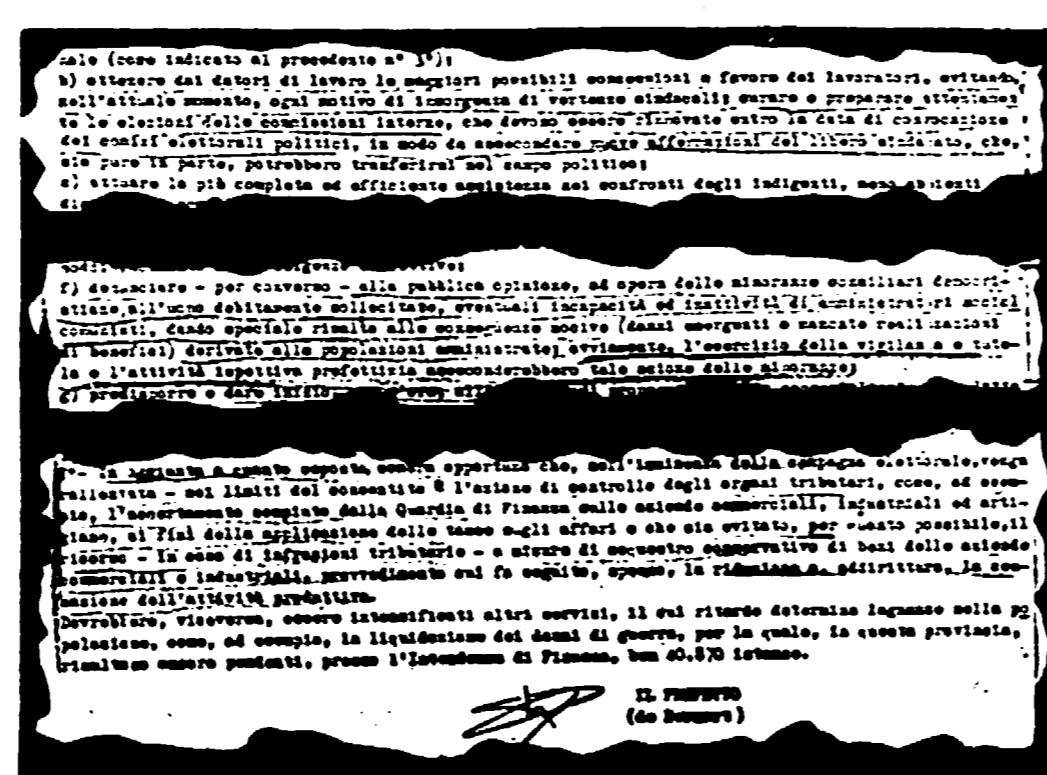 (come indicato al precedente n° 3°);
b) ottenere dai datori di lavoro le maggiori possibili concessioni a favore dei lavoratori, evitando,
nell'attuale momento, ogni motivo di insorgenza di vertenze sindacali; curare e preparare attentamen
te le elezioni delle commissioni interne, che devono essere rinnovate entro la data di convocazione
dei comizi elettorali politici, in modo da assecondare nuove affermazioni del libero sindacato, che,
sia pure in parte, potrebbero trasferirsi nel campo politico;
attuare la più completa ed efficiente assistenza nei confronti degli indigenti, meno abbienti
f) denunciare - per converso - alla pubblica opinione, ad opera delle minoranze consiliari democri-
stiane, all'uopo debitamente sollecitate, eventuali incapacità ed inattività di amministratori social
comunisti, dando speciale risalto alle conseguenze nocive (danni emergenti e mancate realizzazioni
di benefici) derivate alle popolazioni amministrate; ovviamente, l'esercizio della vigilanza e tute-
la e l'attività ispettiva prefettizia asseconderebbero tale azione delle minoranze;
g) predisporre e dare inizio
in aggiunta a quanto esposto, sembra opportuno che, nell'imminenza della campagna elettorale, venga
rallentata - nei limiti del consentito - l'azione di controllo degli organi tributari, come, ad esem-
pio, l'accertamento compiuto dalla Guardia di Finanza sulle aziende commerciali, industriali ed arti-
giane, ai fini della applicazione delle tasse sugli affari e che sia evitato, per quanto possibile, il
ricorso - in caso di infrazioni tributarie - a misure di sequestro conservativo di beni delle aziende
commerciali e industriali, provvedimento cui fa seguito, spesso, la riduzione o, addirittura, la ces-
sazione dell'attività produttiva.
Dovrebbero, viceversa, essere intensificati altri servizi, il cui ritardo determina lagnanze nella po
polazione, come, ad esempio, la liquidazione dei danni di guerra, per la quale, in questa provincia,
risultano ancora pendenti, presso l'Intendenza di Finanza, ben 40.870 istanze.
IL PREFETTO